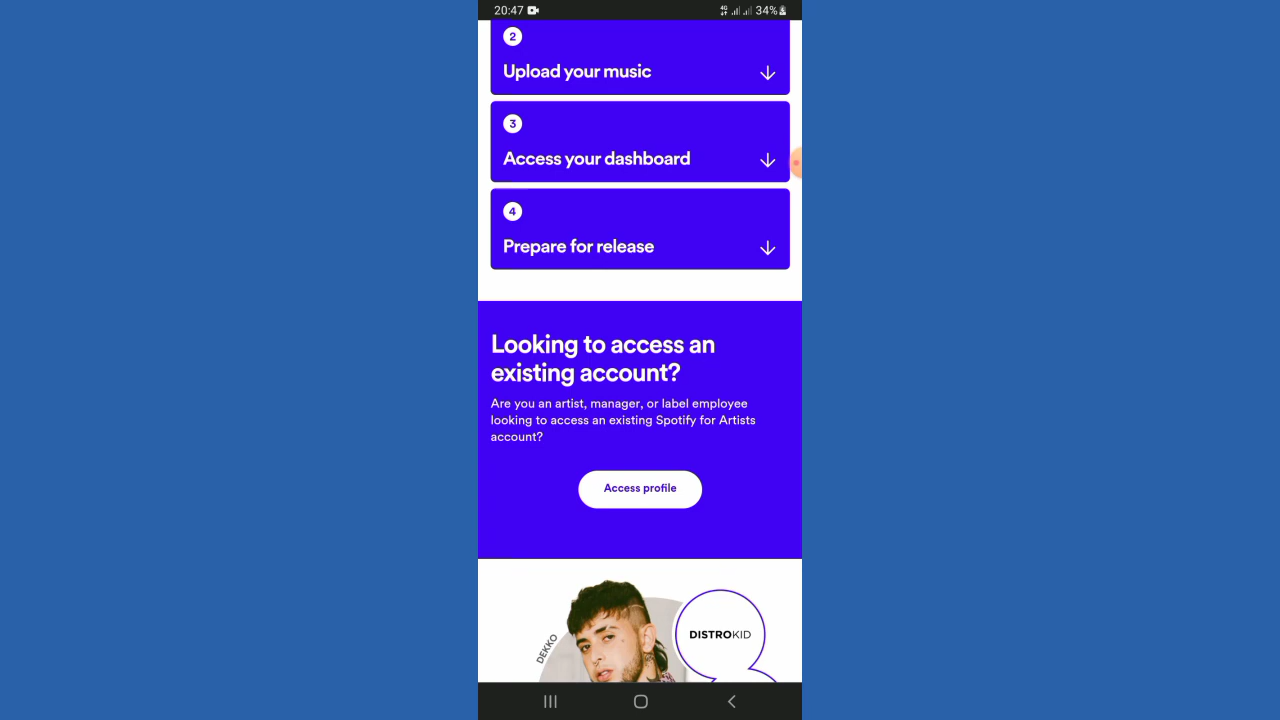 20:47 4G 34%
2
Upload your music
3
Access your dashboard
4
Prepare for release
Looking to access an
existing account?
Are you an artist, manager, or label employee
looking to access an existing Spotify for Artists
account?
Access profile
DEKKO
DISTROKID